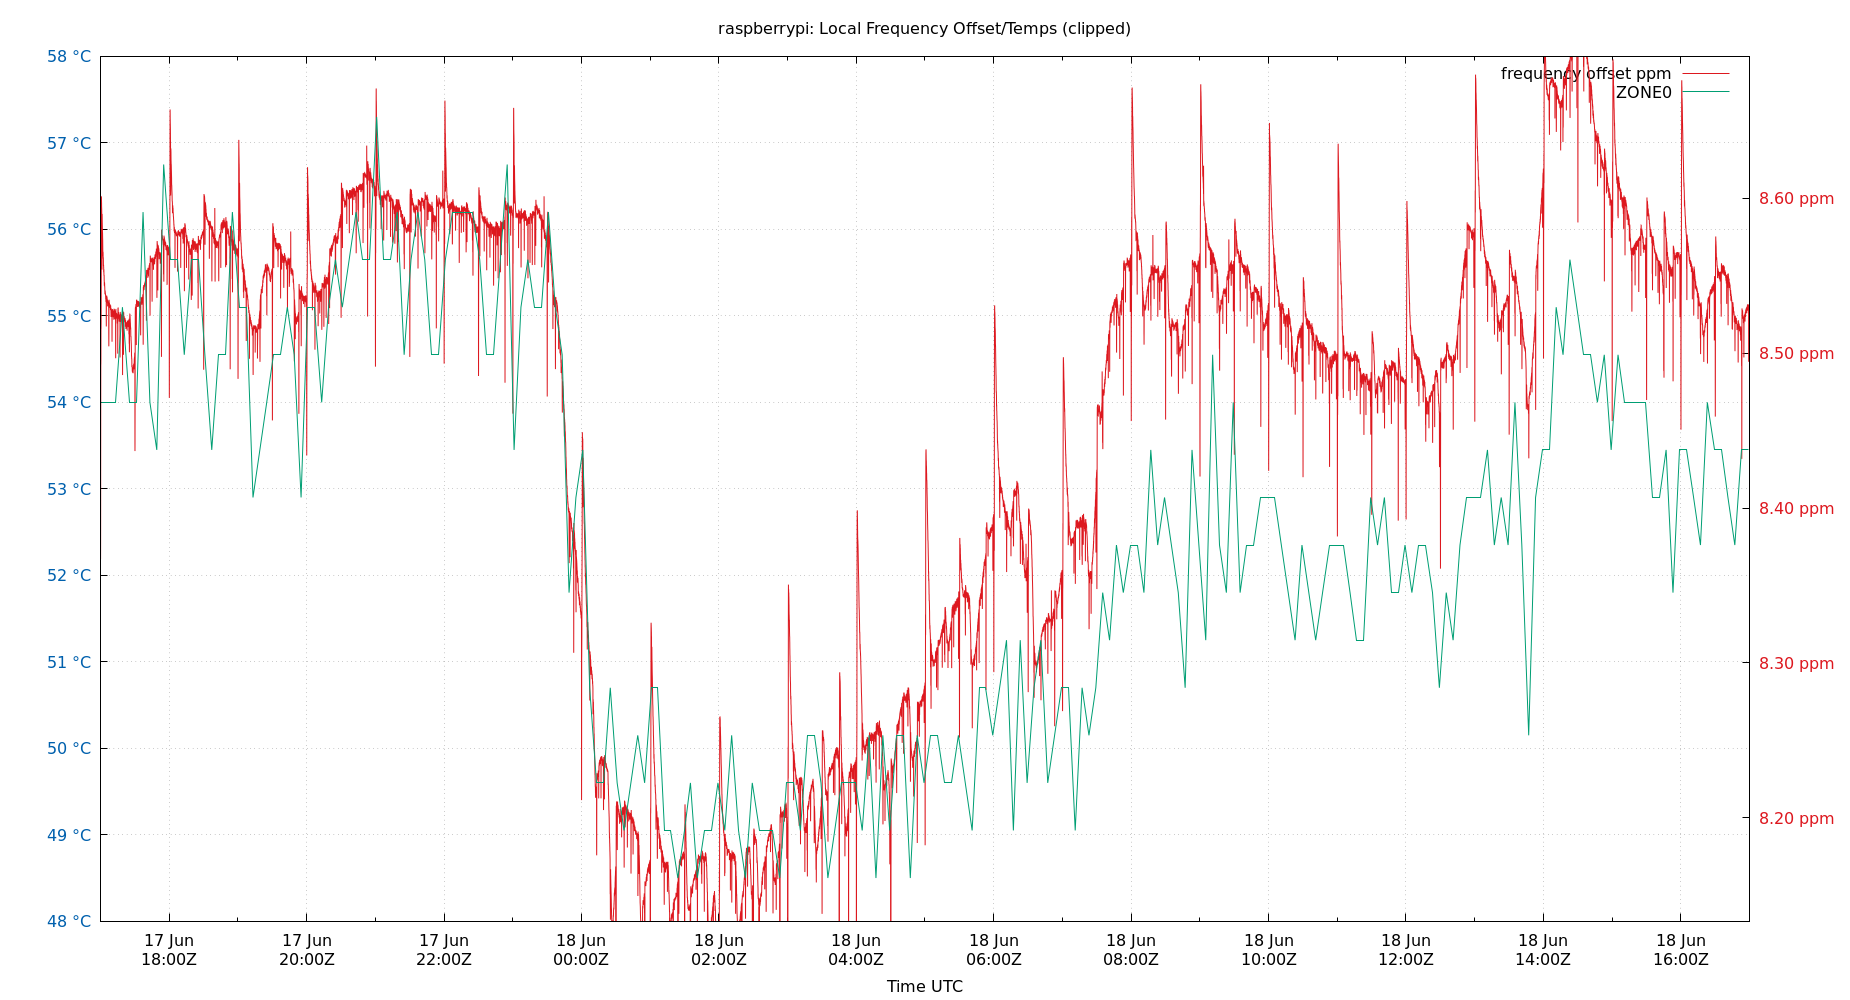 raspberrypi: Local Frequency Offset/Temps (clipped)
58 °C
57 °C
56 °C
55 °C
54 °C
53 °C
52 °C
51 °C
50 °C
49 °C
48 °C
frequency offset ppm
ZONE0
8.60 ppm
8.50 ppm
8.40 ppm
8.30 ppm
8.20 ppm
17 Jun 17 Jun 17 Jun 18 Jun 18 Jun 18 Jun 18 Jun 18 Jun 18 Jun 18 Jun 18 Jun 18 Jun
18:00Z 20:00Z 22:00Z 00:00Z 02:00Z 04:00Z 06:00Z 08:00Z 10:00Z 12:00Z 14:00Z 16:00Z
Time UTC